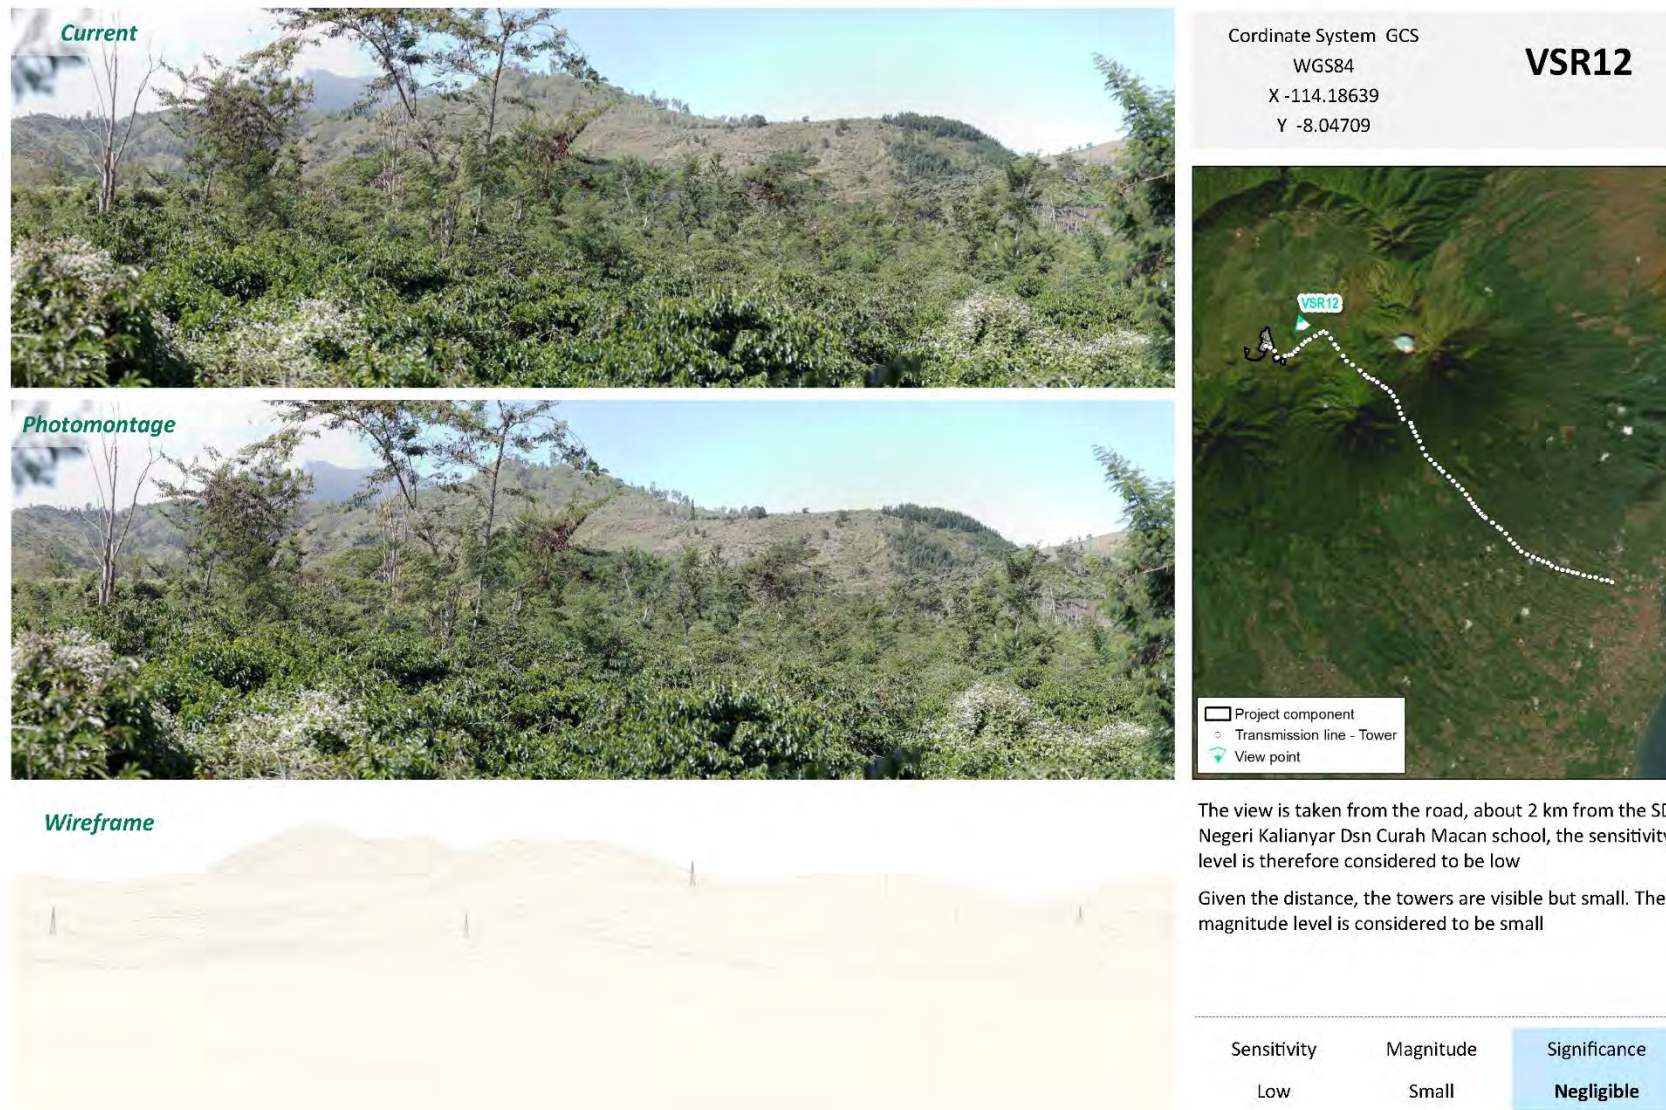 Current
Cordinate System GCS
WGS84
X -114.18639
Y -8.04709
VSR12
VSR12
Photomontage
Project component
Transmission line - Tower
View point
Wireframe
The view is taken from the road, about 2 km from the SD
Negeri Kalianyar Dsn Curah Macan school, the sensitivity
level is therefore considered to be low
Given the distance, the towers are visible but small. The
magnitude level is considered to be small
Sensitivity Magnitude Significance
Low Small Negligible